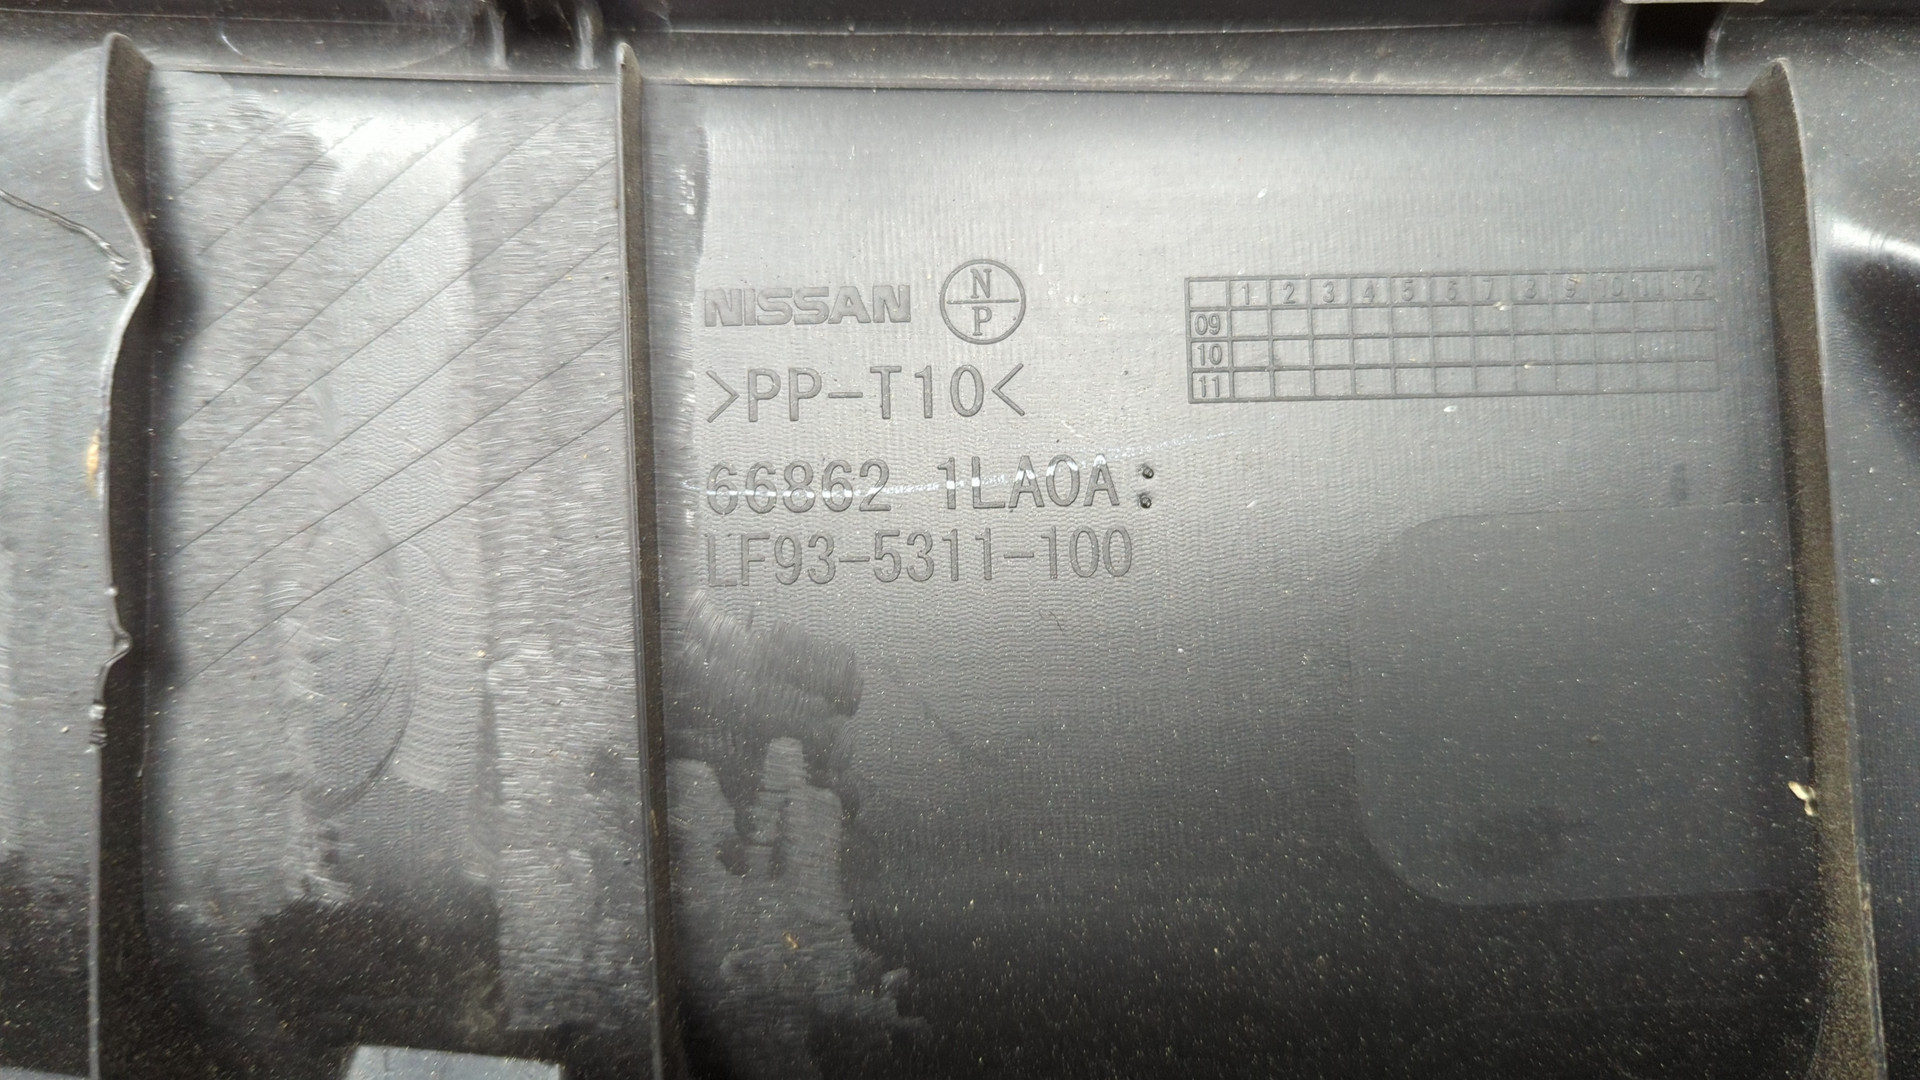 NISSAN N P
>PP-T10<
66862 1LA0A:
LF93-5311-100
1 2 3 4 5 6 7 8 9 10 11 12
09
10
11